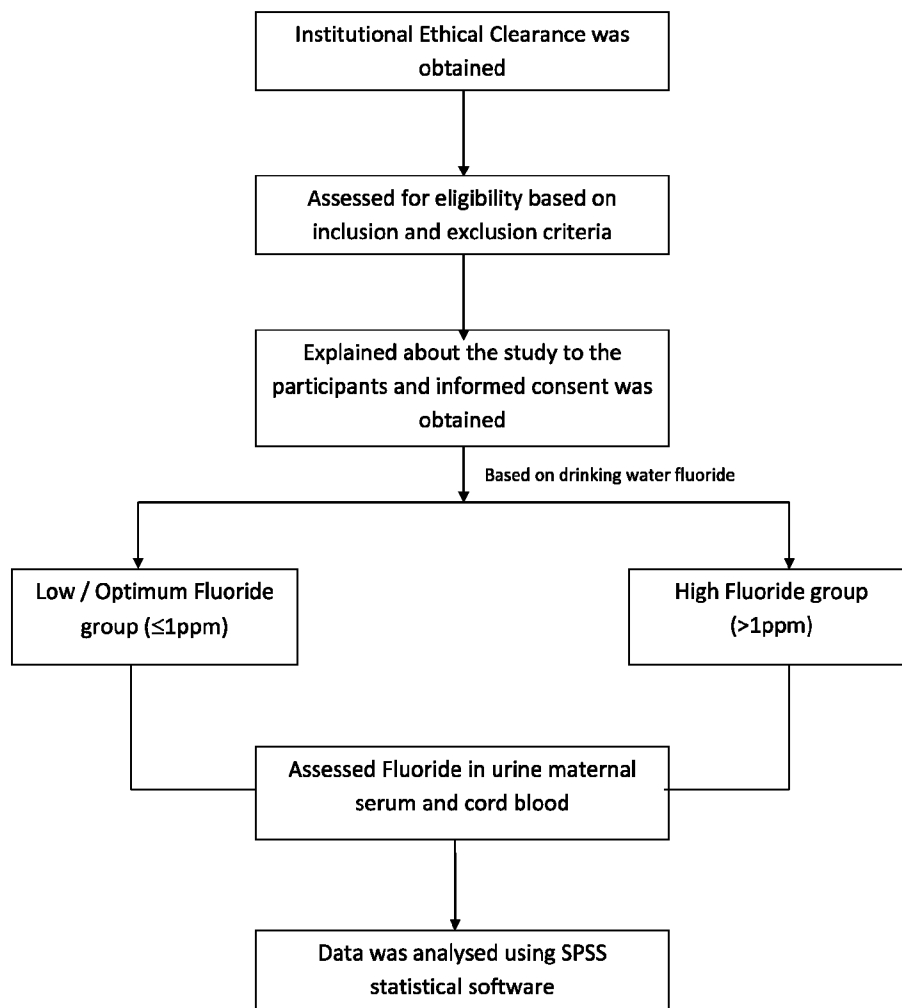 Institutional Ethical Clearance was
obtained
Assessed for eligibility based on
inclusion and exclusion criteria
Explained about the study to the
participants and informed consent was
obtained
Based on drinking water fluoride
Low / Optimum Fluoride
group (≤1ppm)
High Fluoride group
(>1ppm)
Assessed Fluoride in urine maternal
serum and cord blood
Data was analysed using SPSS
statistical software